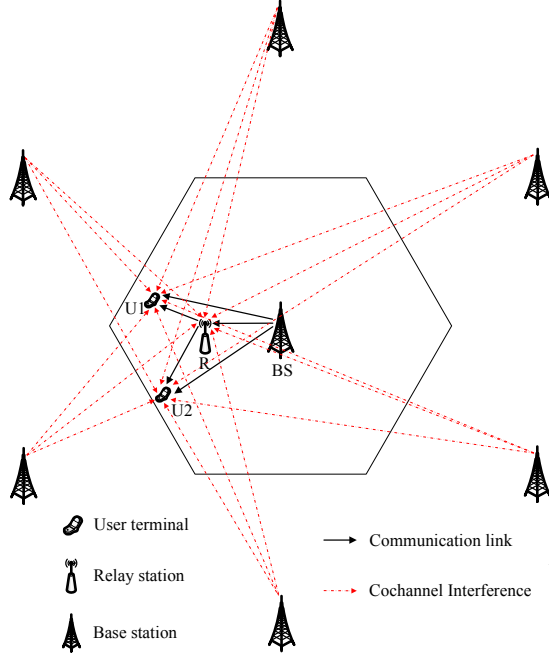 U1
R
BS
U2
User terminal
Communication link
Relay station
Cochannel Interference
Base station